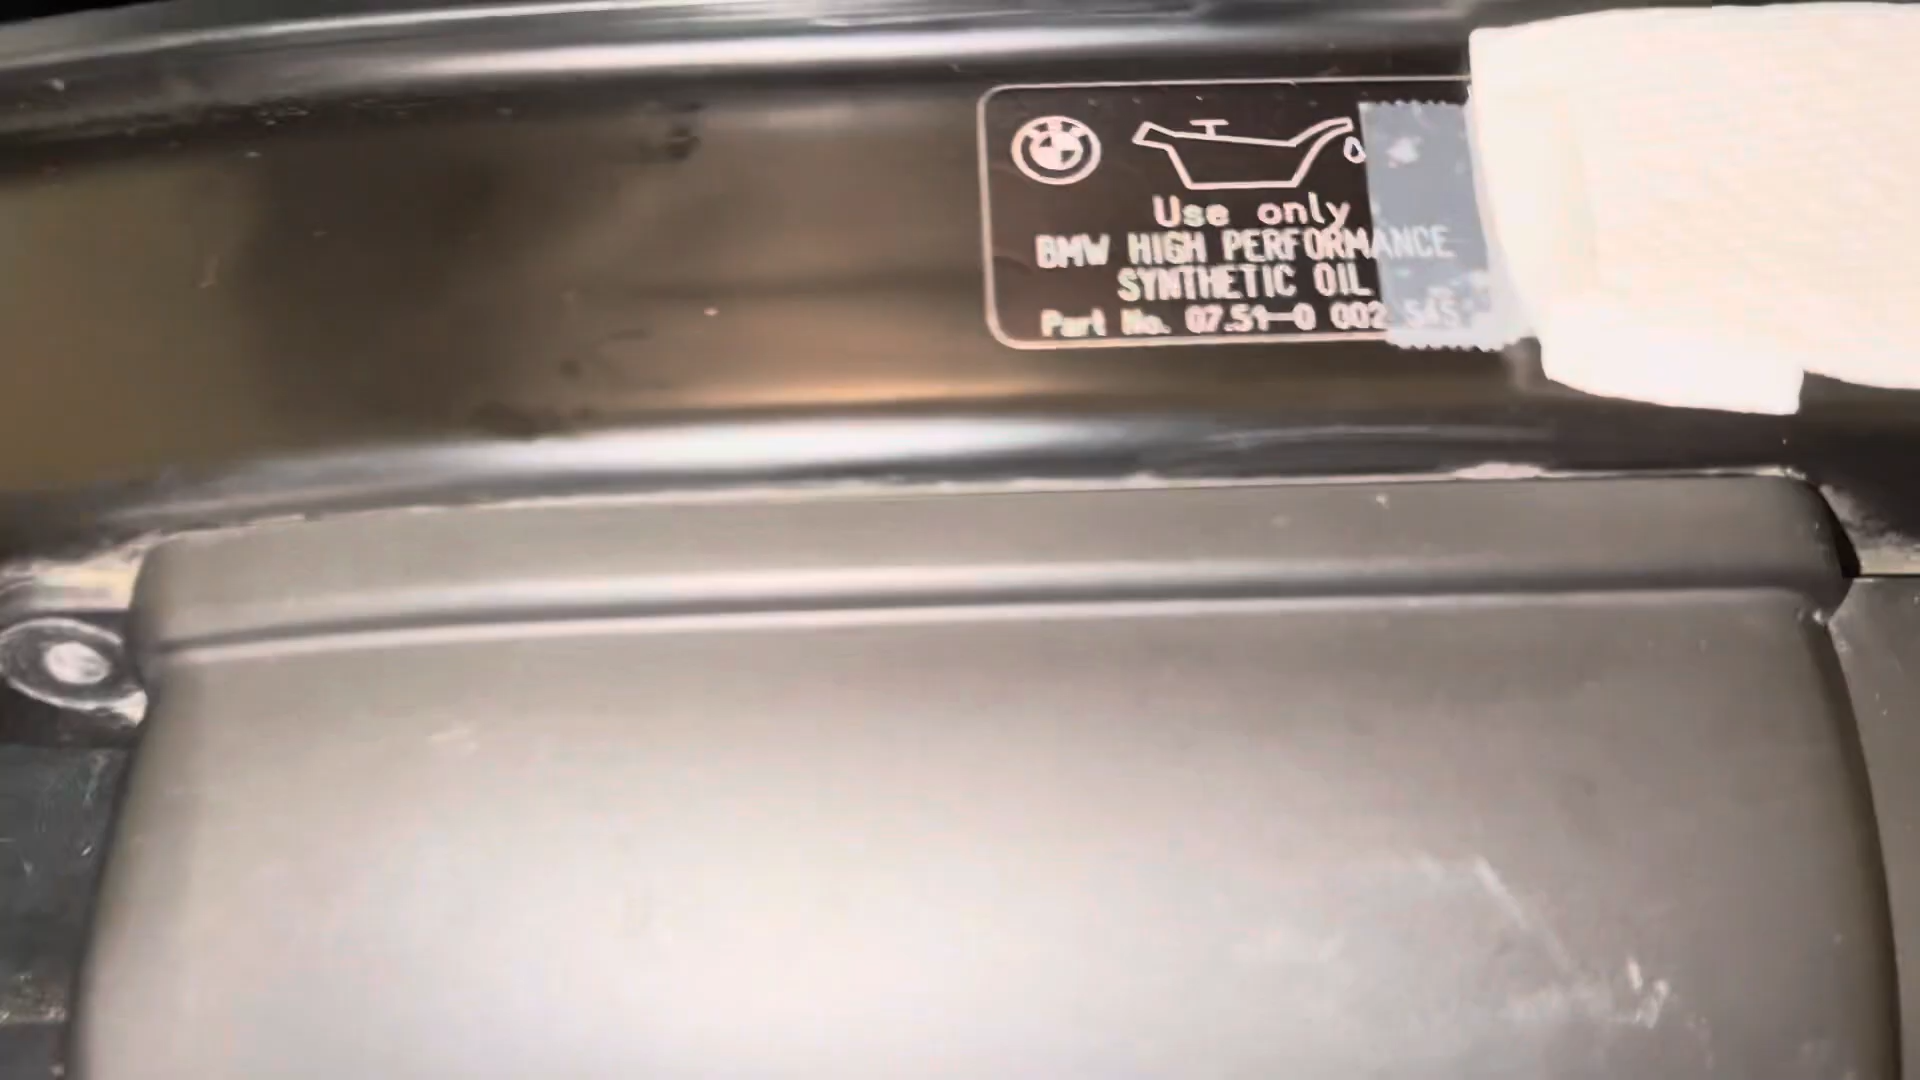 Use only
BMW HIGH PERFORMANCE
SYNTHETIC OIL
Part No. 07.51-0 002